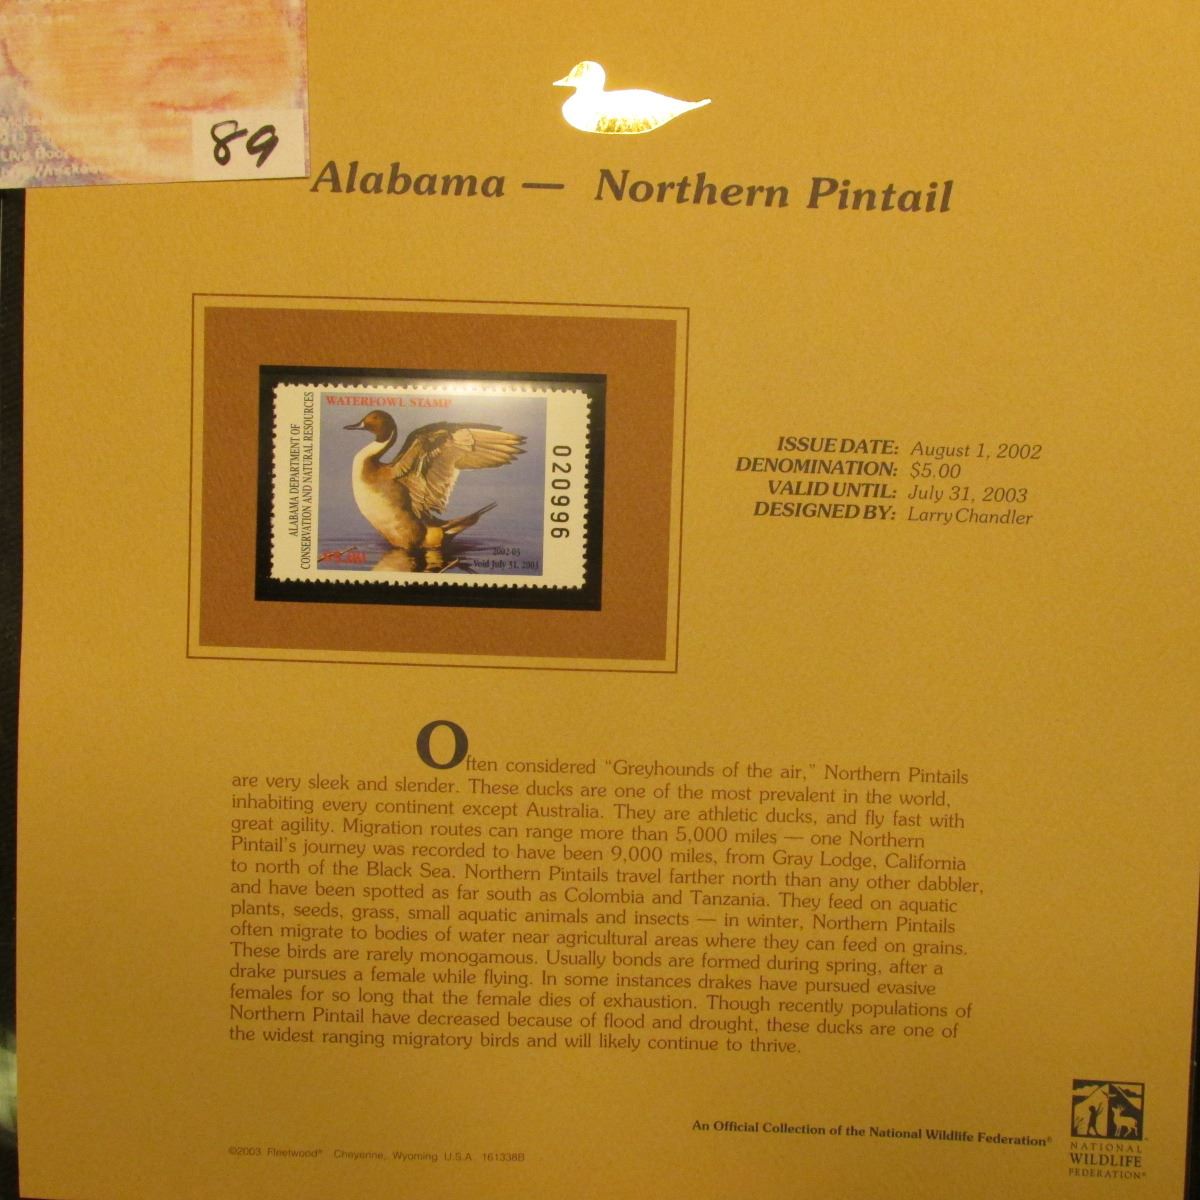 89
Alabama — Northern Pintail
WATERFOWL STAMP
ALABAMA DEPARTMENT OF
CONSERVATION AND NATURAL RESOURCES
020996
2002-03
Void July 31, 2003
ISSUE DATE: August 1, 2002
DENOMINATION: $5.00
VALID UNTIL: July 31, 2003
DESIGNED BY: Larry Chandler
Often considered “Greyhounds of the air,” Northern Pintails
are very sleek and slender. These ducks are one of the most prevalent in the world,
inhabiting every continent except Australia. They are athletic ducks, and fly fast with
great agility. Migration routes can range more than 5,000 miles — one Northern
Pintail's journey was recorded to have been 9,000 miles, from Gray Lodge, California
to north of the Black Sea. Northern Pintails travel farther north than any other dabbler,
and have been spotted as far south as Colombia and Tanzania. They feed on aquatic
plants, seeds, grass, small aquatic animals and insects — in winter, Northern Pintails
often migrate to bodies of water near agricultural areas where they can feed on grains.
These birds are rarely monogamous. Usually bonds are formed during spring, after a
drake pursues a female while flying. In some instances drakes have pursued evasive
females for so long that the female dies of exhaustion. Though recently populations of
Northern Pintail have decreased because of flood and drought, these ducks are one of
the widest ranging migratory birds and will likely continue to thrive.
An Official Collection of the National Wildlife Federation®
©2003 Fleetwood® Cheyenne, Wyoming U.S.A. 161338B
NATIONAL
WILDLIFE
FEDERATION®